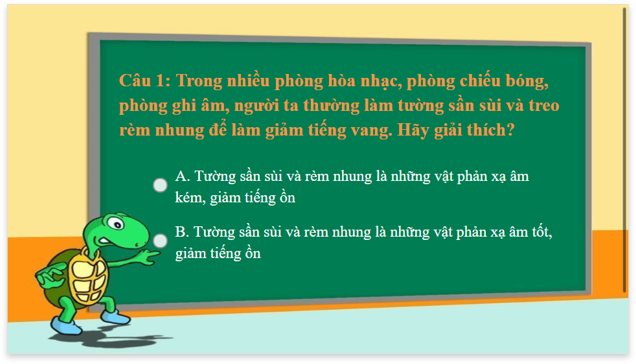 Câu 1: Trong nhiều phòng hòa nhạc, phòng chiếu bóng,
phòng ghi âm, người ta thường làm tường sần sùi và treo
rèm nhung để làm giảm tiếng vang. Hãy giải thích?
A. Tường sần sùi và rèm nhung là những vật phản xạ âm
kém, giảm tiếng ồn
B. Tường sần sùi và rèm nhung là những vật phản xạ âm tốt,
giảm tiếng ồn